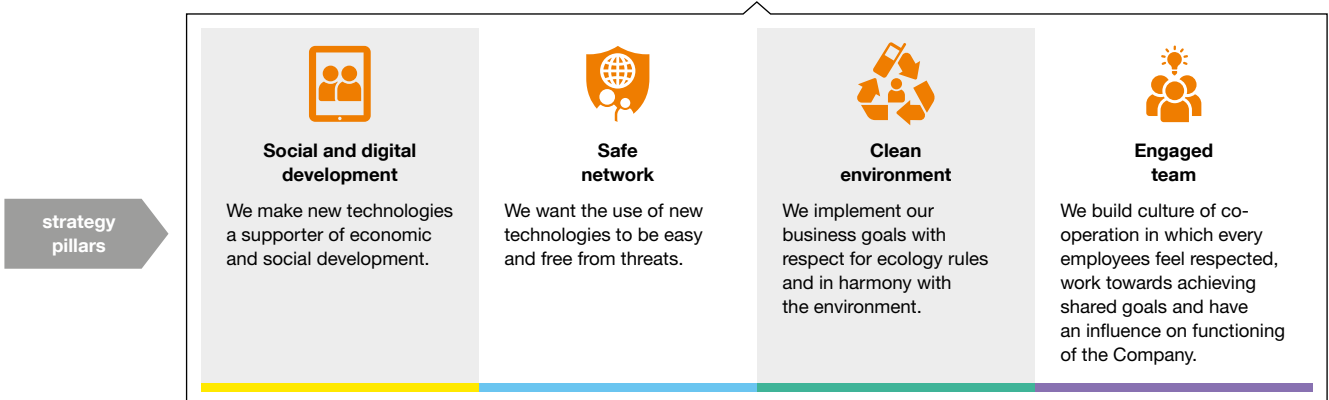 strategy
pillars
Social and digital
development
We make new technologies
a supporter of economic
and social development.
Safe
network
We want the use of new
technologies to be easy
and free from threats.
Clean
environment
We implement our
business goals with
respect for ecology rules
and in harmony with
the environment.
Engaged
team
We build culture of co-
operation in which every
employees feel respected,
work towards achieving
shared goals and have
an influence on functioning
of the Company.